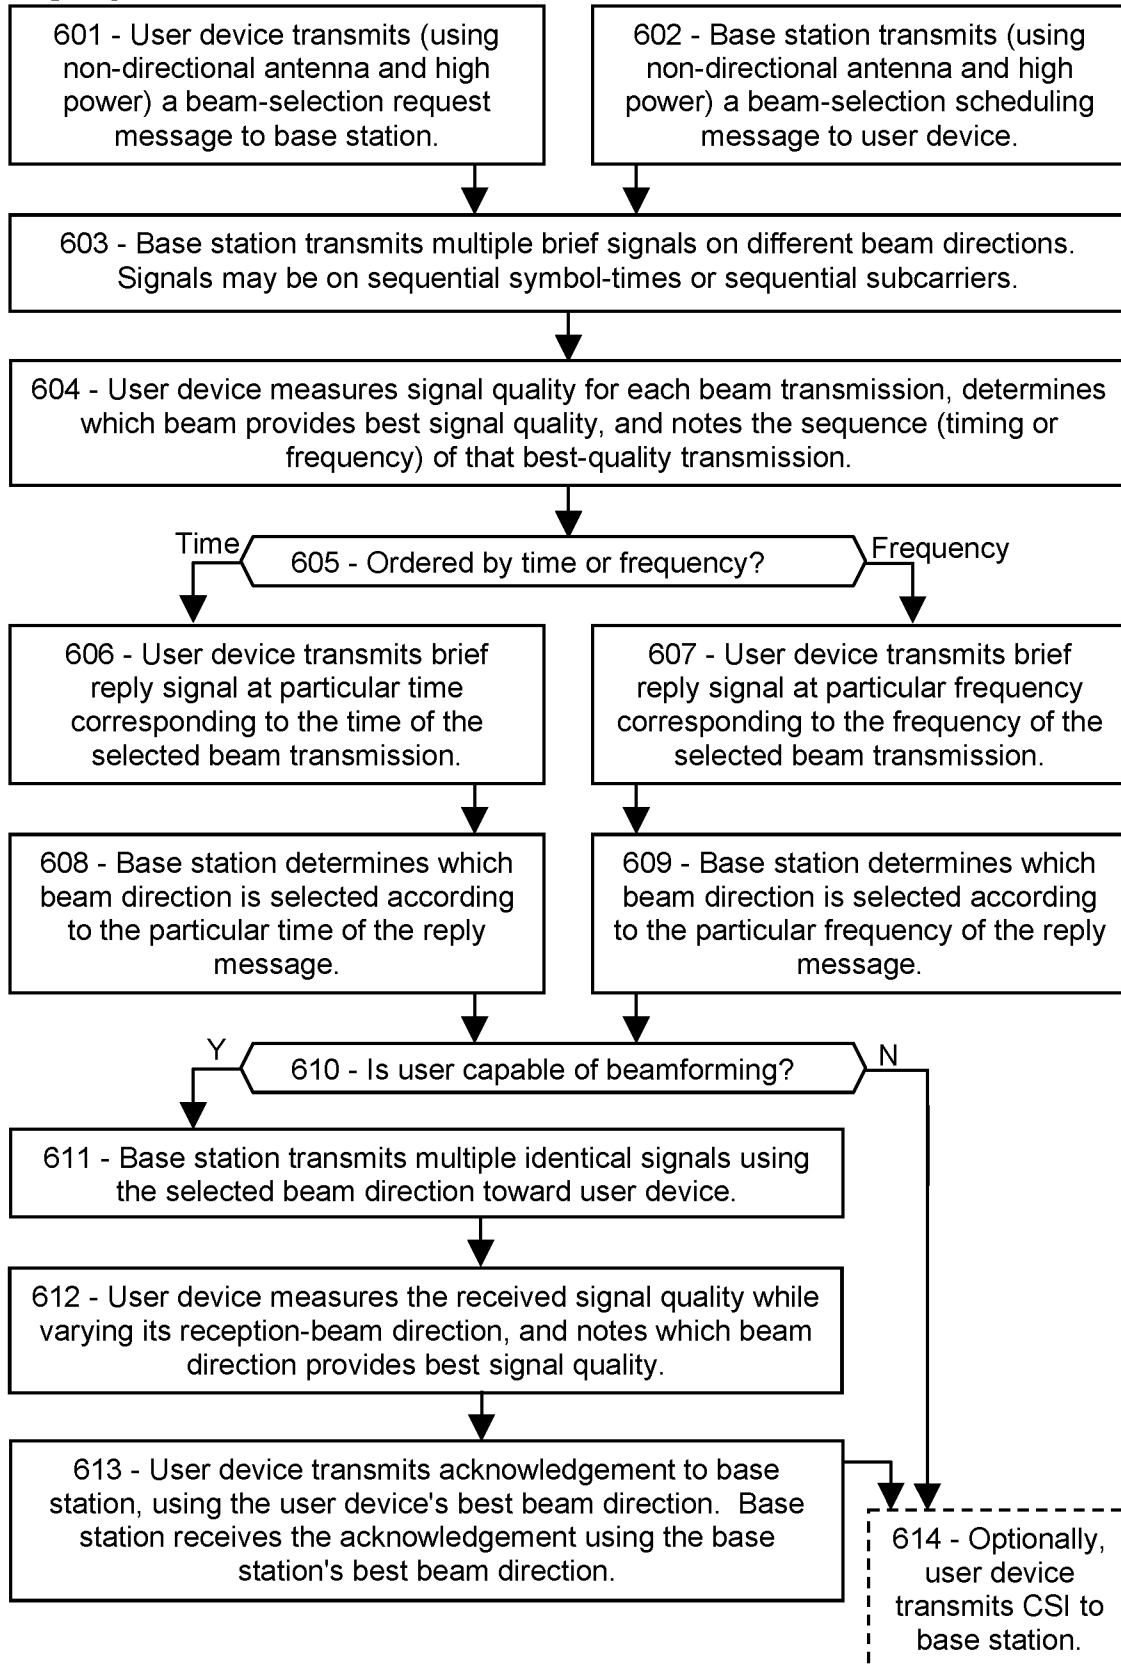 601 - User device transmits (using
non-directional antenna and high
power) a beam-selection request
message to base station.
602 - Base station transmits (using
non-directional antenna and high
power) a beam-selection scheduling
message to user device.
603 - Base station transmits multiple brief signals on different beam directions.
Signals may be on sequential symbol-times or sequential subcarriers.
604 - User device measures signal quality for each beam transmission, determines
which beam provides best signal quality, and notes the sequence (timing or
frequency) of that best-quality transmission.
Time
605 - Ordered by time or frequency?
Frequency
606 - User device transmits brief
reply signal at particular time
corresponding to the time of the
selected beam transmission.
607 - User device transmits brief
reply signal at particular frequency
corresponding to the frequency of the
selected beam transmission.
608 - Base station determines which
beam direction is selected according
to the particular time of the reply
message.
609 - Base station determines which
beam direction is selected according
to the particular frequency of the reply
message.
Y
610 - Is user capable of beamforming?
N
611 - Base station transmits multiple identical signals using
the selected beam direction toward user device.
612 - User device measures the received signal quality while
varying its reception-beam direction, and notes which beam
direction provides best signal quality.
613 - User device transmits acknowledgement to base
station, using the user device's best beam direction.  Base
station receives the acknowledgement using the base
station's best beam direction.
614 - Optionally,
user device
transmits CSI to
base station.